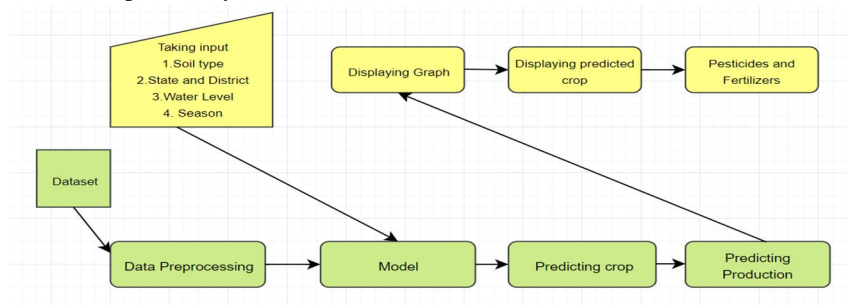 Taking input
1.Soil type
2.State and District
3.Water Level
4. Season
Displaying Graph
Displaying predicted
crop
Pesticides and
Fertilizers
Dataset
Data Preprocessing
Model
Predicting crop
Predicting
Production